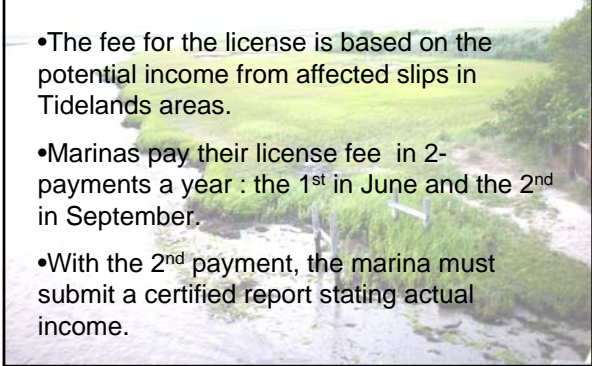 •The fee for the license is based on the
potential income from affected slips in
Tidelands areas.
•Marinas pay their license fee  in 2-
payments a year : the 1st in June and the 2nd
in September.
•With the 2nd payment, the marina must
submit a certified report stating actual
income.